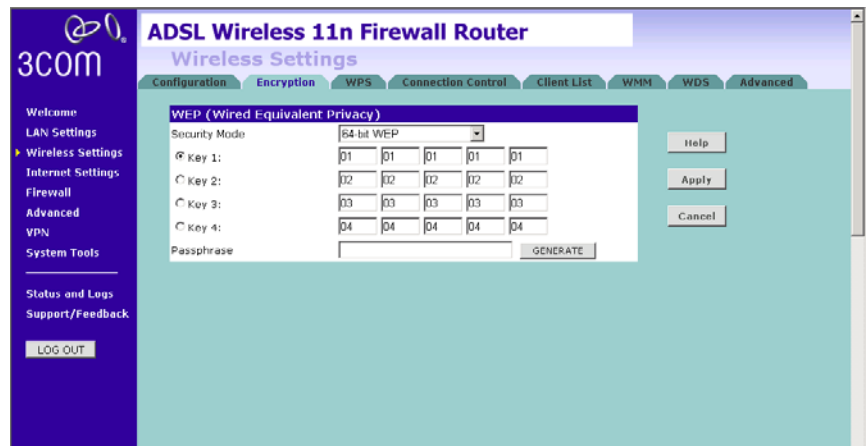 3COM
ADSL Wireless 11n Firewall Router
Wireless Settings
Configuration Encryption WPS Connection Control Client List WMM WDS Advanced
Welcome
LAN Settings
Wireless Settings
Internet Settings
Firewall
Advanced
VPN
System Tools
Status and Logs
Support/Feedback
LOG OUT
WEP (Wired Equivalent Privacy)
Security Mode 64-bit WEP
Key 1: 01 01 01 01 01
Key 2: 02 02 02 02 02
Key 3: 03 03 03 03 03
Key 4: 04 04 04 04 04
Passphrase GENERATE
Help
Apply
Cancel